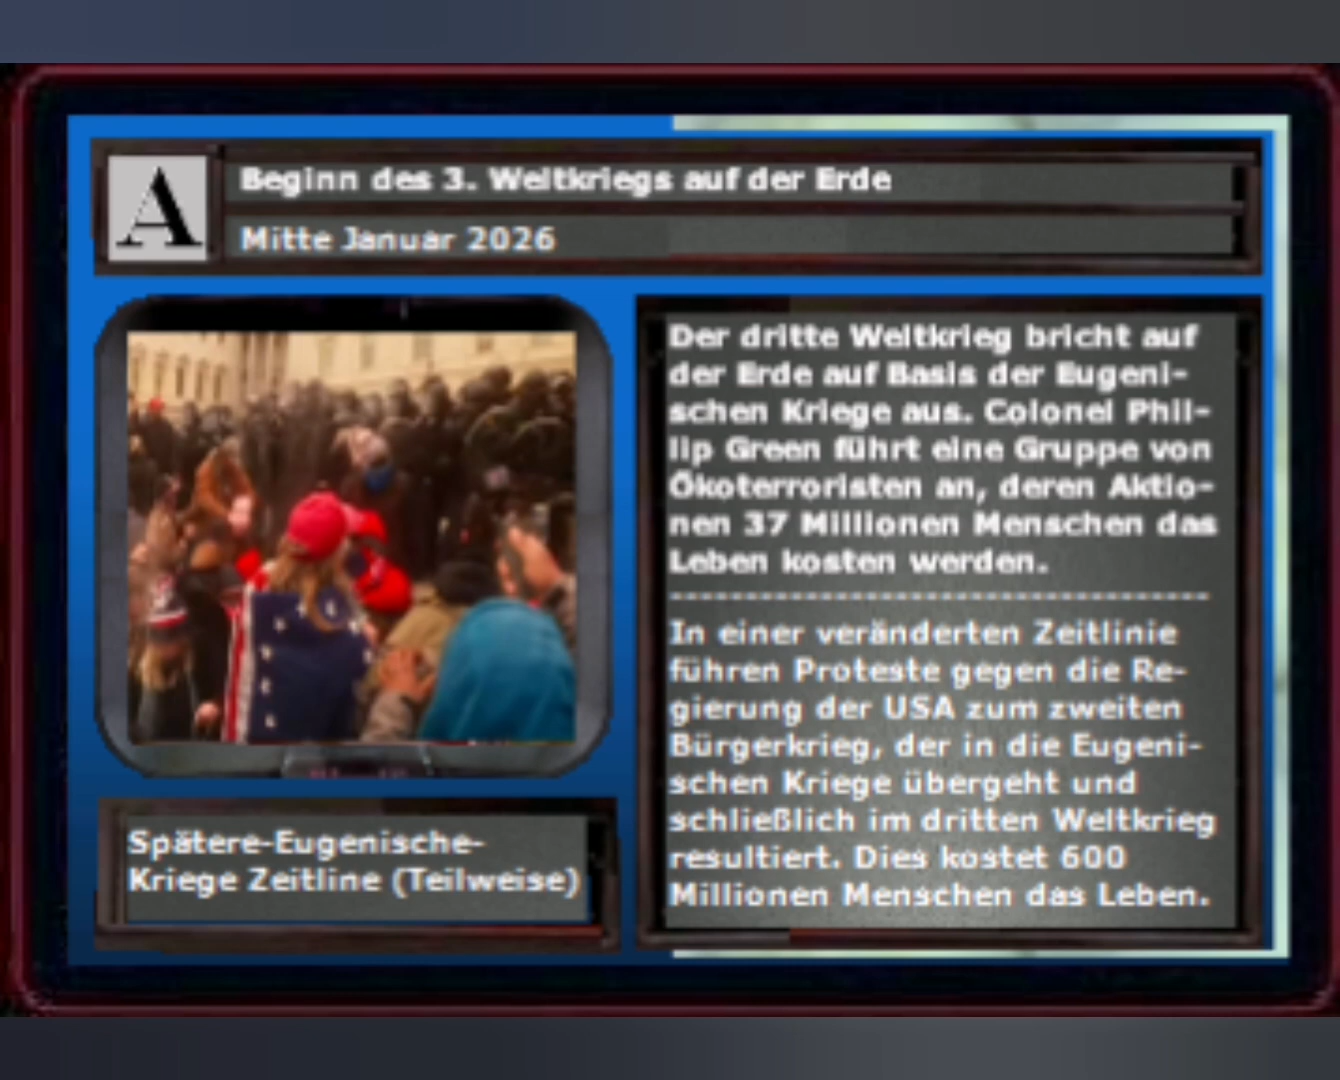 A
Beginn des 3. Weltkriegs auf der Erde
Mitte Januar 2026
Der dritte Weltkrieg bricht auf
der Erde auf Basis der Eugeni-
schen Kriege aus. Colonel Phil-
lip Green führt eine Gruppe von
Ökoterroristen an, deren Aktio-
nen 37 Millionen Menschen das
Leben kosten werden.
In einer veränderten Zeitlinie
führen Proteste gegen die Re-
gierung der USA zum zweiten
Bürgerkrieg, der in die Eugeni-
schen Kriege übergeht und
schließlich im dritten Weltkrieg
resultiert. Dies kostet 600
Millionen Menschen das Leben.
Spätere-Eugenische-
Kriege Zeitline (Teilweise)